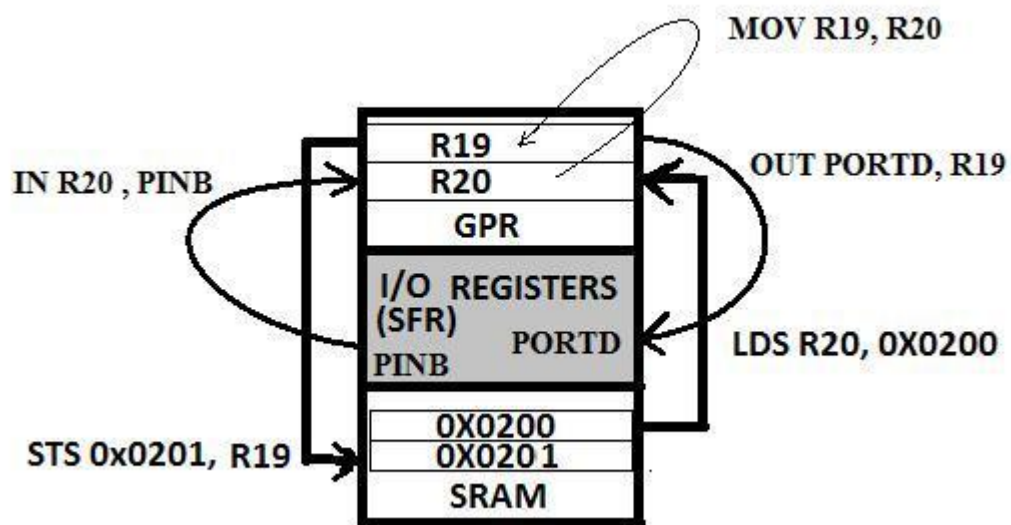 MOV R19, R20
R19
OUT PORTD, R19
IN R20 , PINB
R20
GPR
I/O REGISTERS
(SFR)
PORTD
LDS R20, 0X0200
PINB
0X0200
STS 0x0201, R19
0X0201
SRAM